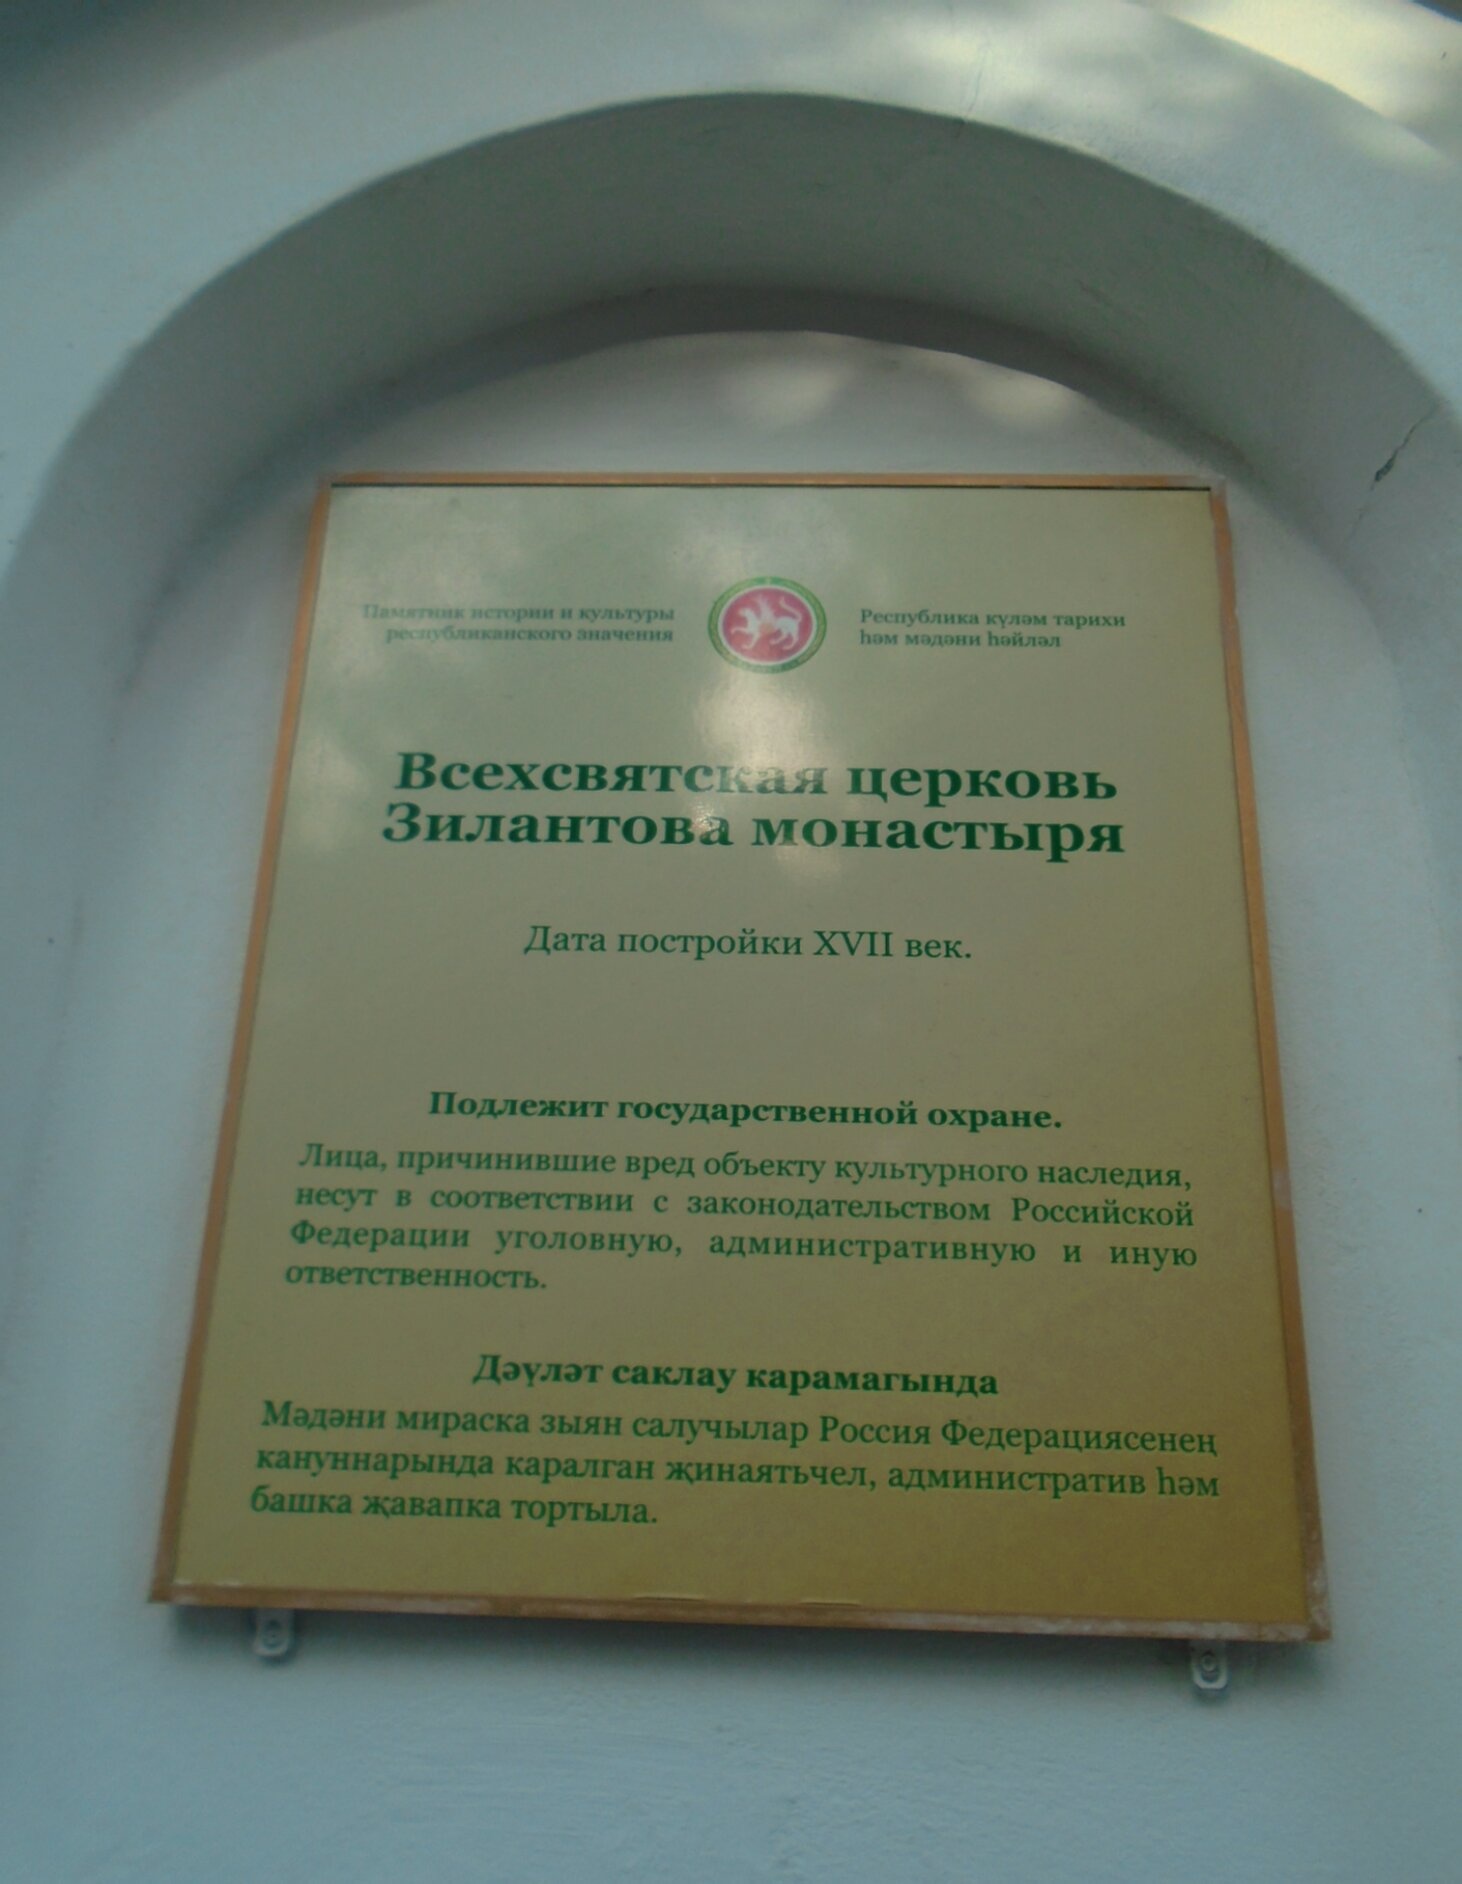 Памятник истории и культуры
республиканского значения
Республика күләм тарихи
һәм мәдәни һәйләл
Всехсвятская церковь
Зилантова монастыря
Дата постройки XVII век.
Подлежит государственной охране.
Лица, причинившие вред объекту культурного наследия,
несут в соответствии с законодательством Российской
Федерации уголовную, административную и иную
ответственность.
Дәүләт саклау карамагында
Мәдәни мираска зыян салучылар Россия Федерациясенең
кануннарында каралган җинаятьчел, административ һәм
башка җавапка тортыла.